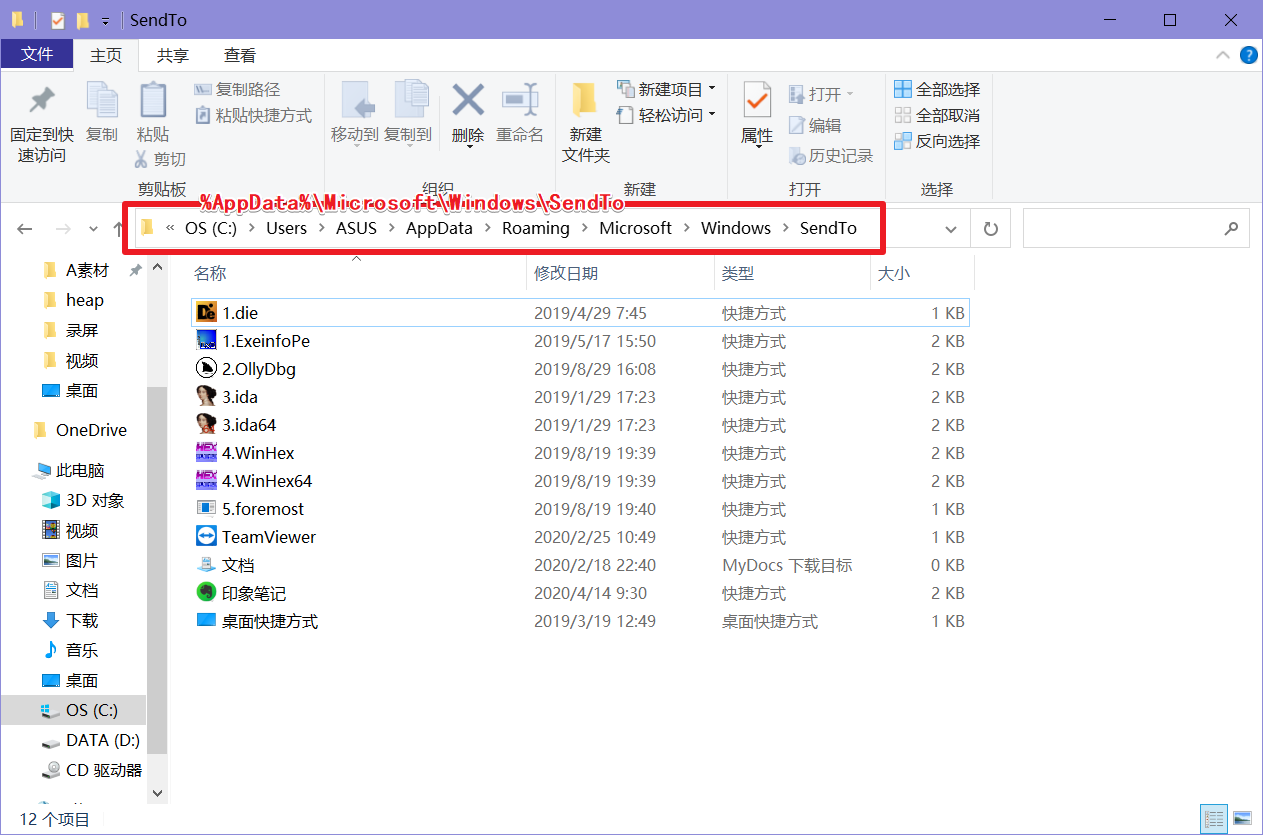 SendTo
文件 主页 共享 查看
固定到快速访问
复制
粘贴
复制路径
粘贴快捷方式
剪切
剪贴板
移动到
复制到
删除
重命名
组织
新建文件夹
新建项目
轻松访问
新建
属性
打开
编辑
历史记录
打开
全部选择
全部取消
反向选择
选择
%AppData%\Microsoft\Windows\SendTo
« OS (C:) › Users › ASUS › AppData › Roaming › Microsoft › Windows › SendTo
A素材
heap
录屏
视频
桌面
OneDrive
此电脑
3D 对象
视频
图片
文档
下载
音乐
桌面
OS (C:)
DATA (D:)
CD 驱动器
名称 修改日期 类型 大小
1.die 2019/4/29 7:45 快捷方式 1 KB
1.ExeinfoPe 2019/5/17 15:50 快捷方式 2 KB
2.OllyDbg 2019/8/29 16:08 快捷方式 2 KB
3.ida 2019/1/29 17:23 快捷方式 2 KB
3.ida64 2019/1/29 17:23 快捷方式 2 KB
4.WinHex 2019/8/19 19:39 快捷方式 2 KB
4.WinHex64 2019/8/19 19:39 快捷方式 2 KB
5.foremost 2019/8/19 19:40 快捷方式 1 KB
TeamViewer 2020/2/25 10:49 快捷方式 1 KB
文档 2020/2/18 22:40 MyDocs 下载目标 0 KB
印象笔记 2020/4/14 9:30 快捷方式 2 KB
桌面快捷方式 2019/3/19 12:49 桌面快捷方式 1 KB
12 个项目